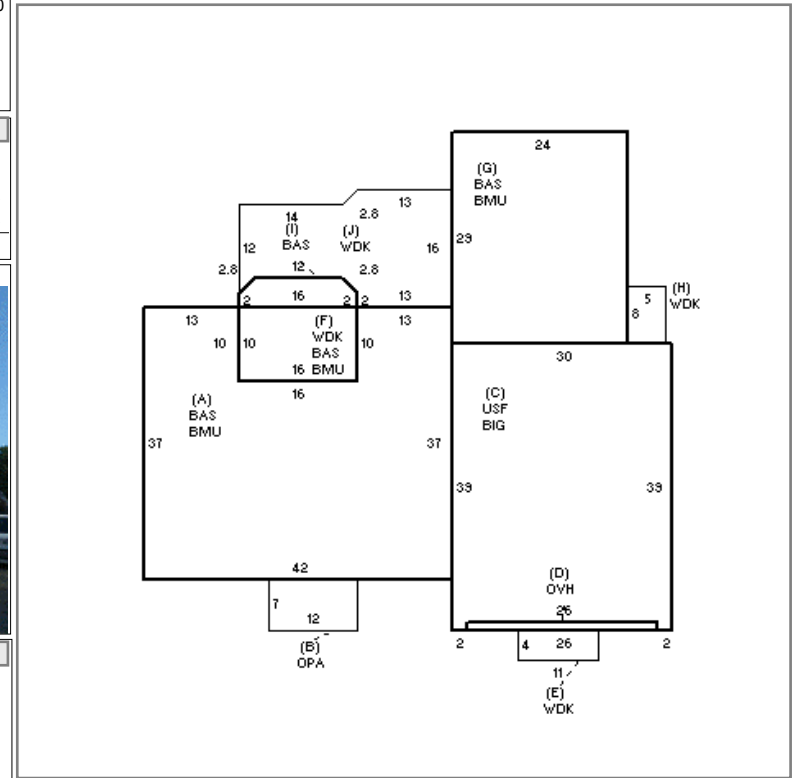 24
(G)
BAS
BMU
13
2.8
14
(I)
BAS
(J)
WDK
12
16
29
2.8
12
2.8
(H)
WDK
5
8
2
16
2
2
13
13
(F)
WDK
BAS
BMU
13
10
10
10
30
16
16
(A)
BAS
BMU
(C)
USF
BIG
37
37
39
39
42
(D)
OVH
26
7
12
2
4
26
2
(B)
OPA
11
(E)
WDK